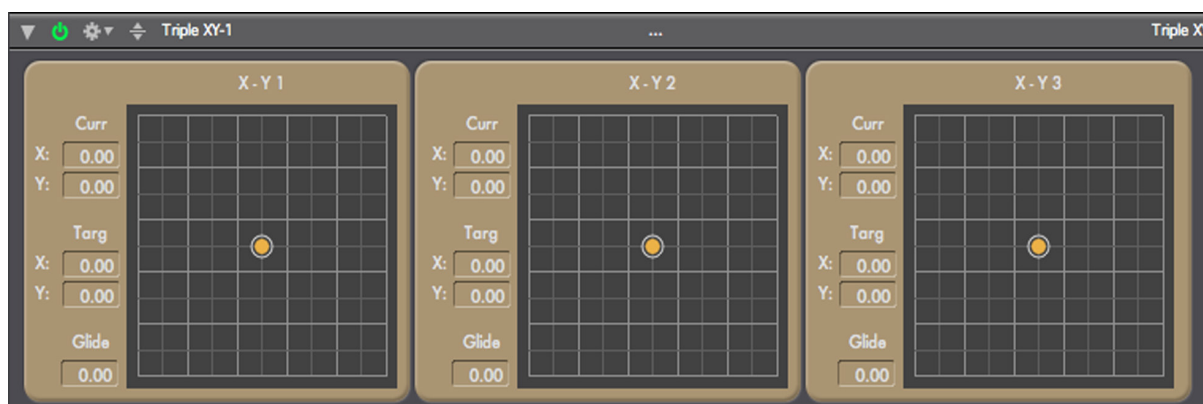 Triple XY-1 ... Triple X
X - Y 1
Curr
X: 0.00
Y: 0.00
Targ
X: 0.00
Y: 0.00
Glide
0.00
X - Y 2
Curr
X: 0.00
Y: 0.00
Targ
X: 0.00
Y: 0.00
Glide
0.00
X - Y 3
Curr
X: 0.00
Y: 0.00
Targ
X: 0.00
Y: 0.00
Glide
0.00